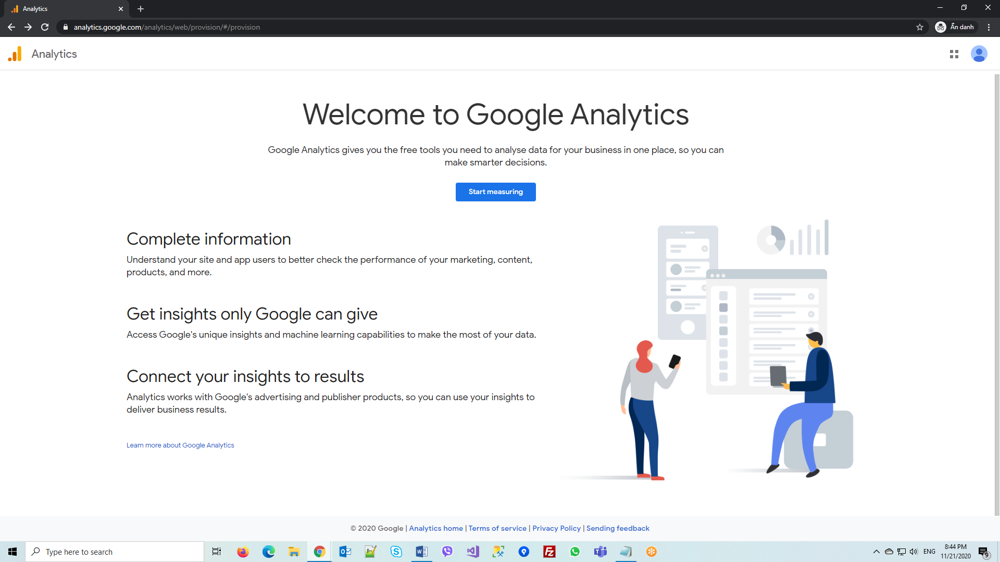 Analytics
analytics.google.com/analytics/web/provision/#/provision
Ẩn danh
Analytics
Welcome to Google Analytics
Google Analytics gives you the free tools you need to analyse data for your business in one place, so you can
make smarter decisions.
Start measuring
Complete information
Understand your site and app users to better check the performance of your marketing, content,
products, and more.
Get insights only Google can give
Access Google's unique insights and machine learning capabilities to make the most of your data.
Connect your insights to results
Analytics works with Google's advertising and publisher products, so you can use your insights to
deliver business results.
Learn more about Google Analytics
© 2020 Google | Analytics home | Terms of service | Privacy Policy | Sending feedback
Type here to search
ENG
8:44 PM
11/21/2020
9